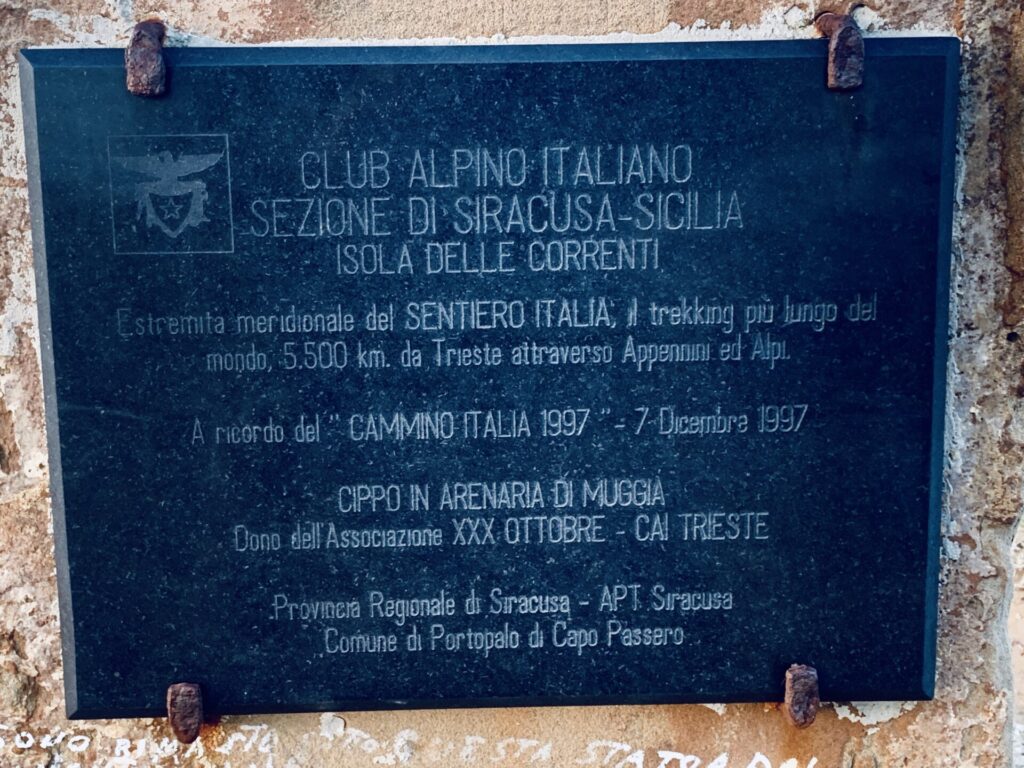 CLUB ALPINO ITALIANO
SEZIONE DI SIRACUSA-SICILIA
ISOLA DELLE CORRENTI
Estremità meridionale del SENTIERO ITALIA, il trekking più lungo del
mondo, 5.500 km. da Trieste attraverso Appennini ed Alpi.
A ricordo del " CAMMINO ITALIA 1997 " - 7 Dicembre 1997
CIPPO IN ARENARIA DI MUGGIA
Dono dell'Associazione XXX OTTOBRE - CAI TRIESTE
Provincia Regionale di Siracusa - APT Siracusa
Comune di Portopalo di Capo Passero
QUESTA